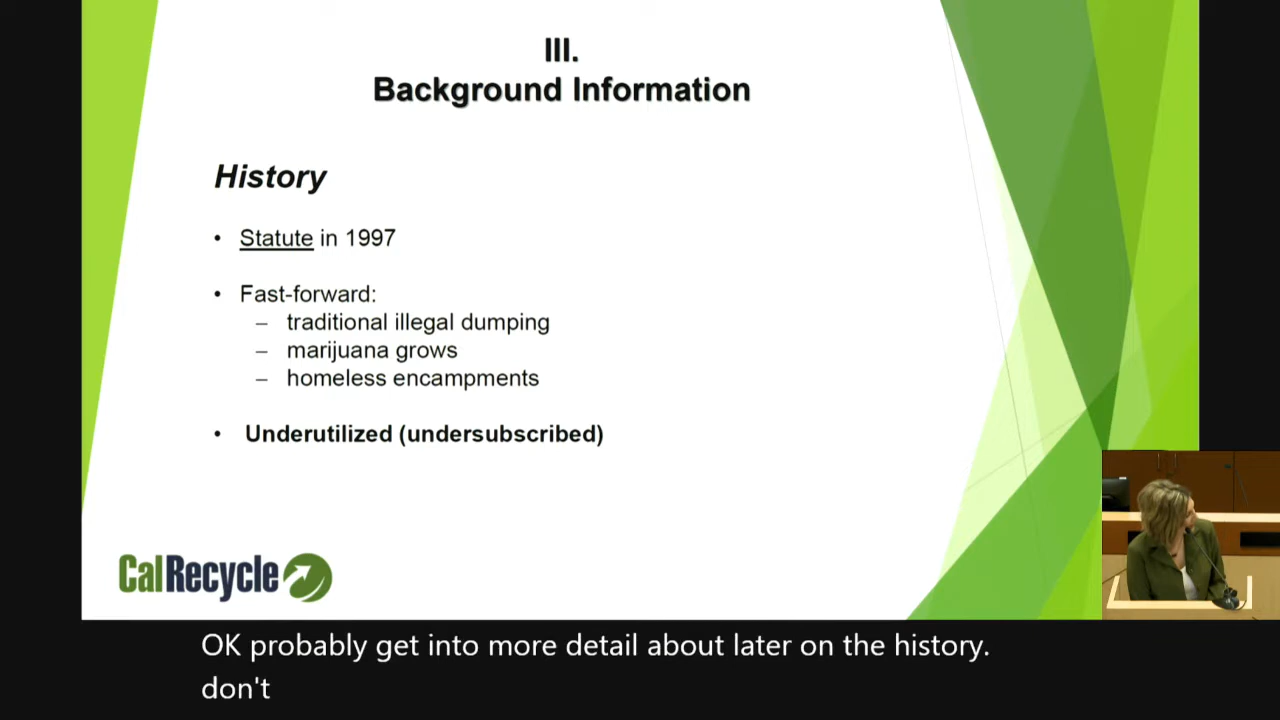 III.
Background Information
History
• Statute in 1997
• Fast-forward:
– traditional illegal dumping
– marijuana grows
– homeless encampments
• Underutilized (undersubscribed)
CalRecycle
OK probably get into more detail about later on the history.
don't